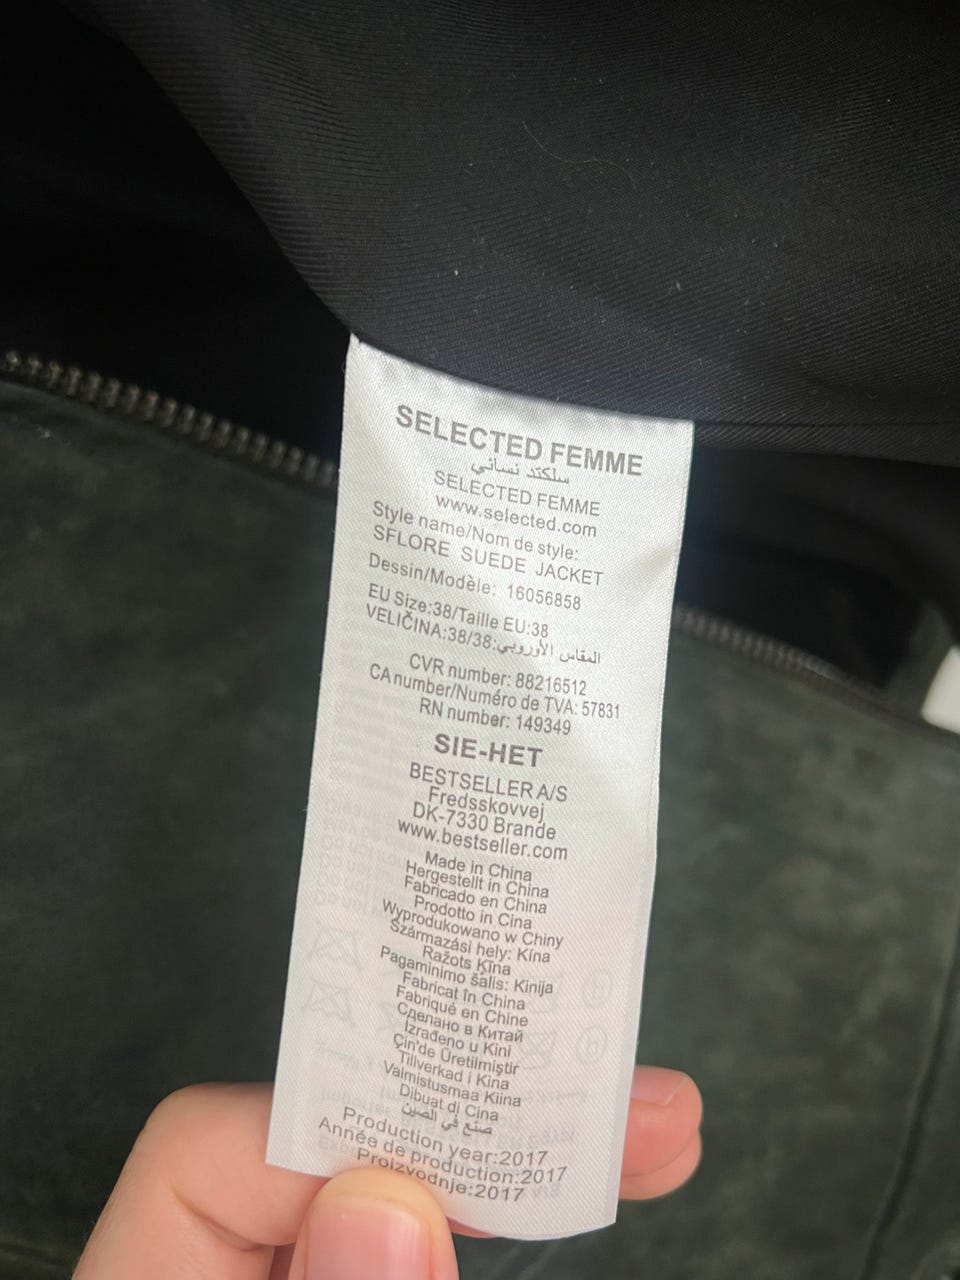 SELECTED FEMME
سلكتد نسائي
SELECTED FEMME
www.selected.com
Style name/Nom de style:
SFLORE SUEDE JACKET
Dessin/Modèle: 16056858
EU Size:38/Taille EU:38
VELIČINA:38/38:المقاس الأوروبي
CVR number: 88216512
CA number/Numéro de TVA: 57831
RN number: 149349
SIE-HET
BESTSELLER A/S
Fredsskovvej
DK-7330 Brande
www.bestseller.com
Made in China
Hergestellt in China
Fabricado en China
Prodotto in Cina
Wyprodukowano w Chiny
Származási hely: Kína
Ražots Ķīna
Pagaminimo šalis: Kinija
Fabricat în China
Fabriqué en Chine
Сделано в Китай
Izrađeno u Kini
Çin'de Üretilmiştir
Tillverkad i Kina
Valmistusmaa Kiina
Dibuat di Cina
صنع في الصين
Production year:2017
Année de production:2017
Proizvodnje:2017